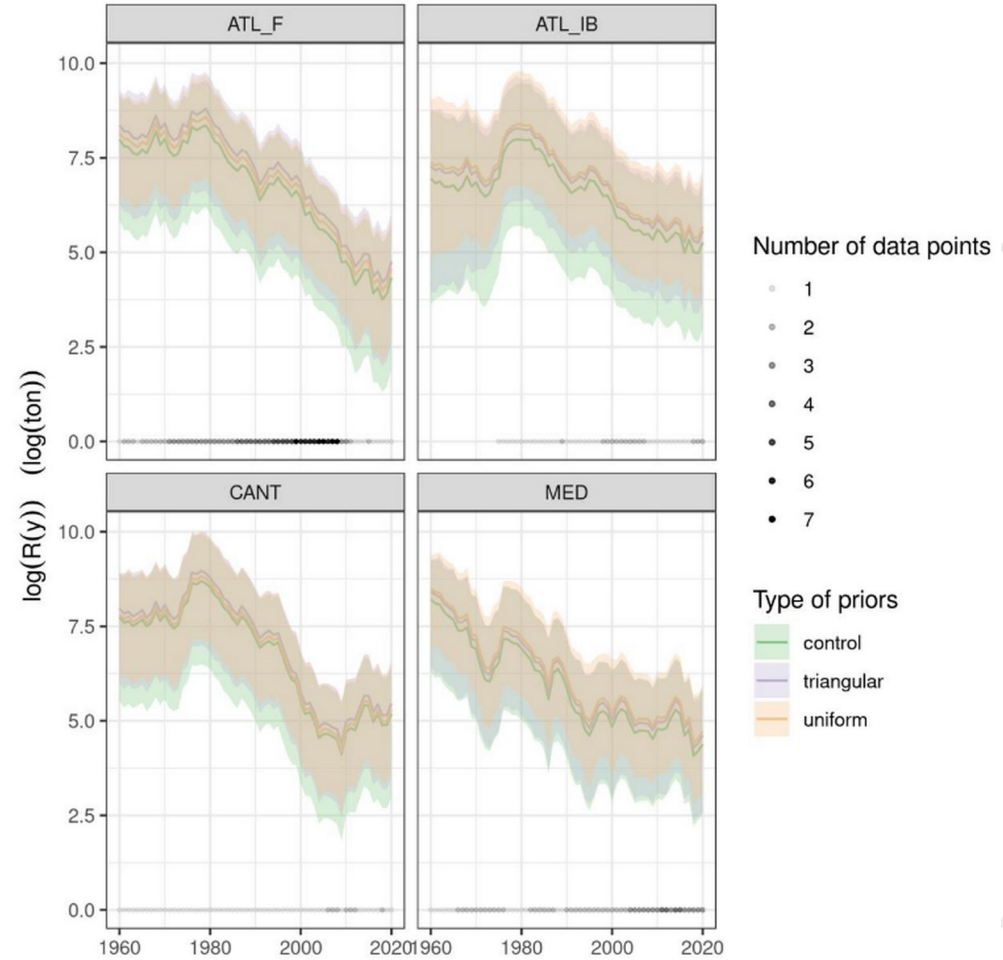 ATL_F
ATL_IB
10.0
7.5
5.0
2.5
0.0
CANT
MED
10.0
7.5
5.0
2.5
0.0
1960 1980 2000 2020
1960 1980 2000 2020
log(R(y)) (log(ton))
Number of data points
1
2
3
4
5
6
7
Type of priors
control
triangular
uniform